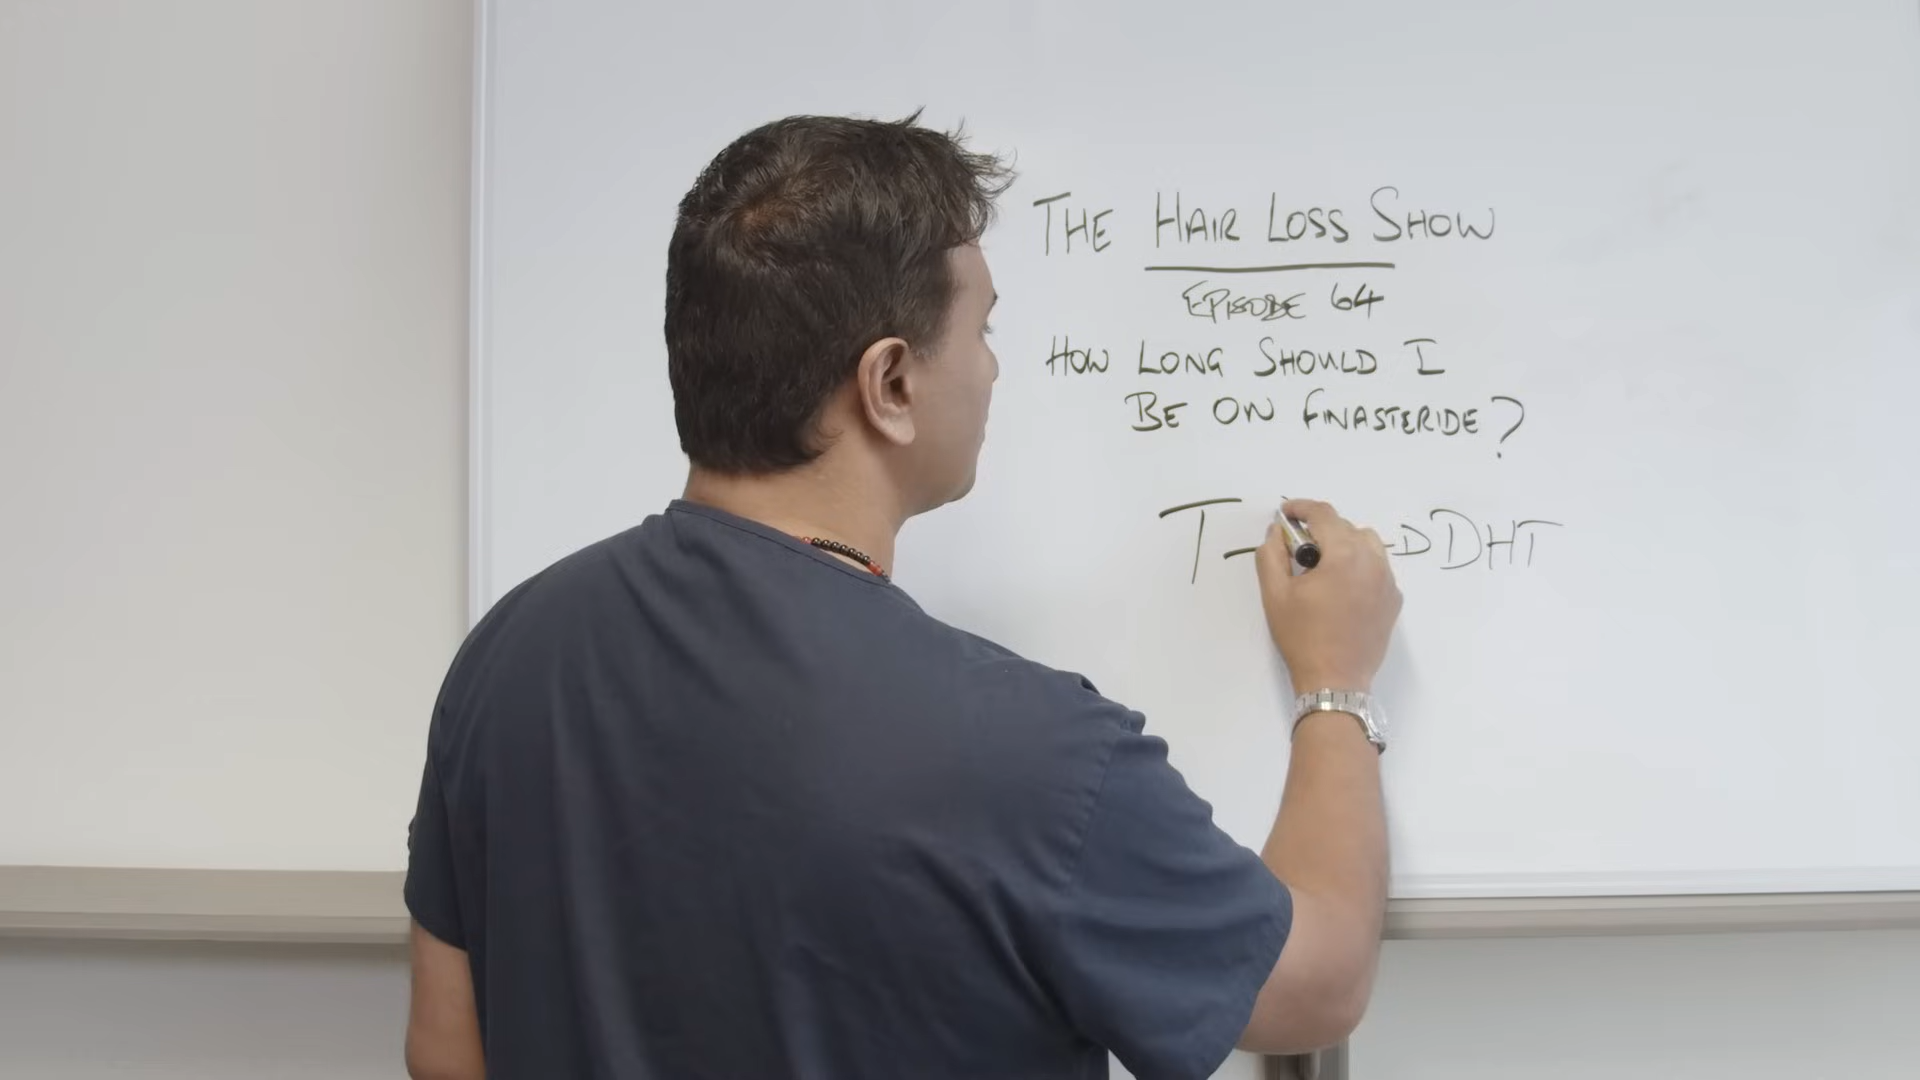 THE HAIR LOSS SHOW
EPISODE 64
HOW LONG SHOULD I
BE ON FINASTERIDE?
T DHT